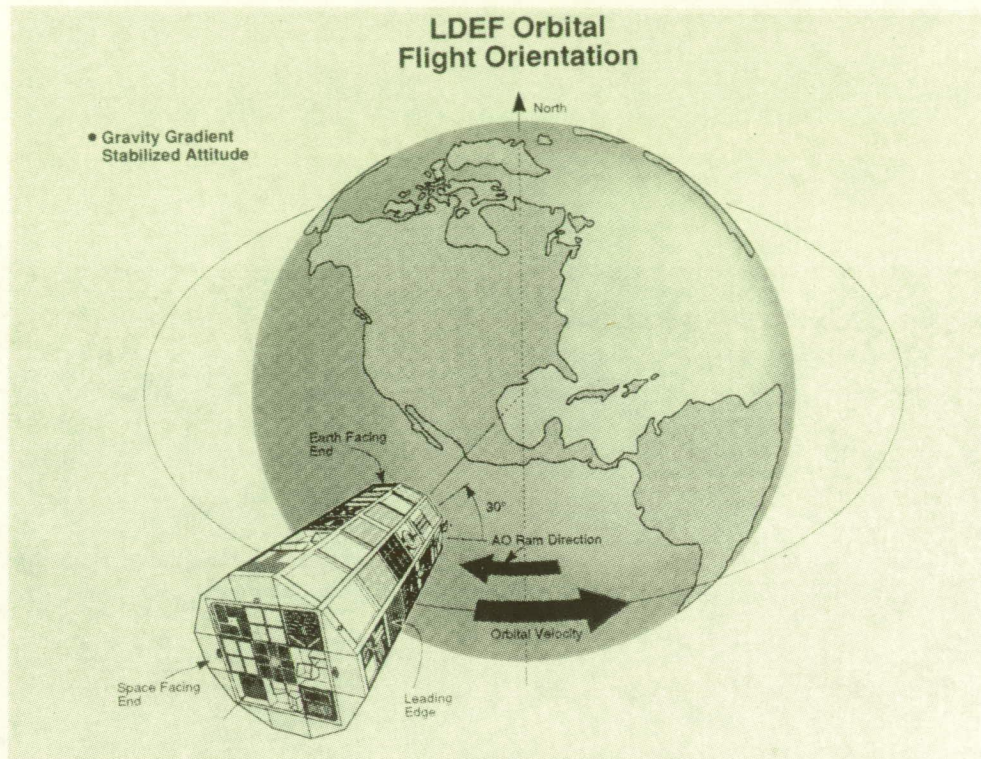 LDEF Orbital
Flight Orientation
North
• Gravity Gradient
Stabilized Attitude
Earth Facing
End
30°
AO Ram Direction
Orbital Velocity
Space Facing
End
Leading
Edge